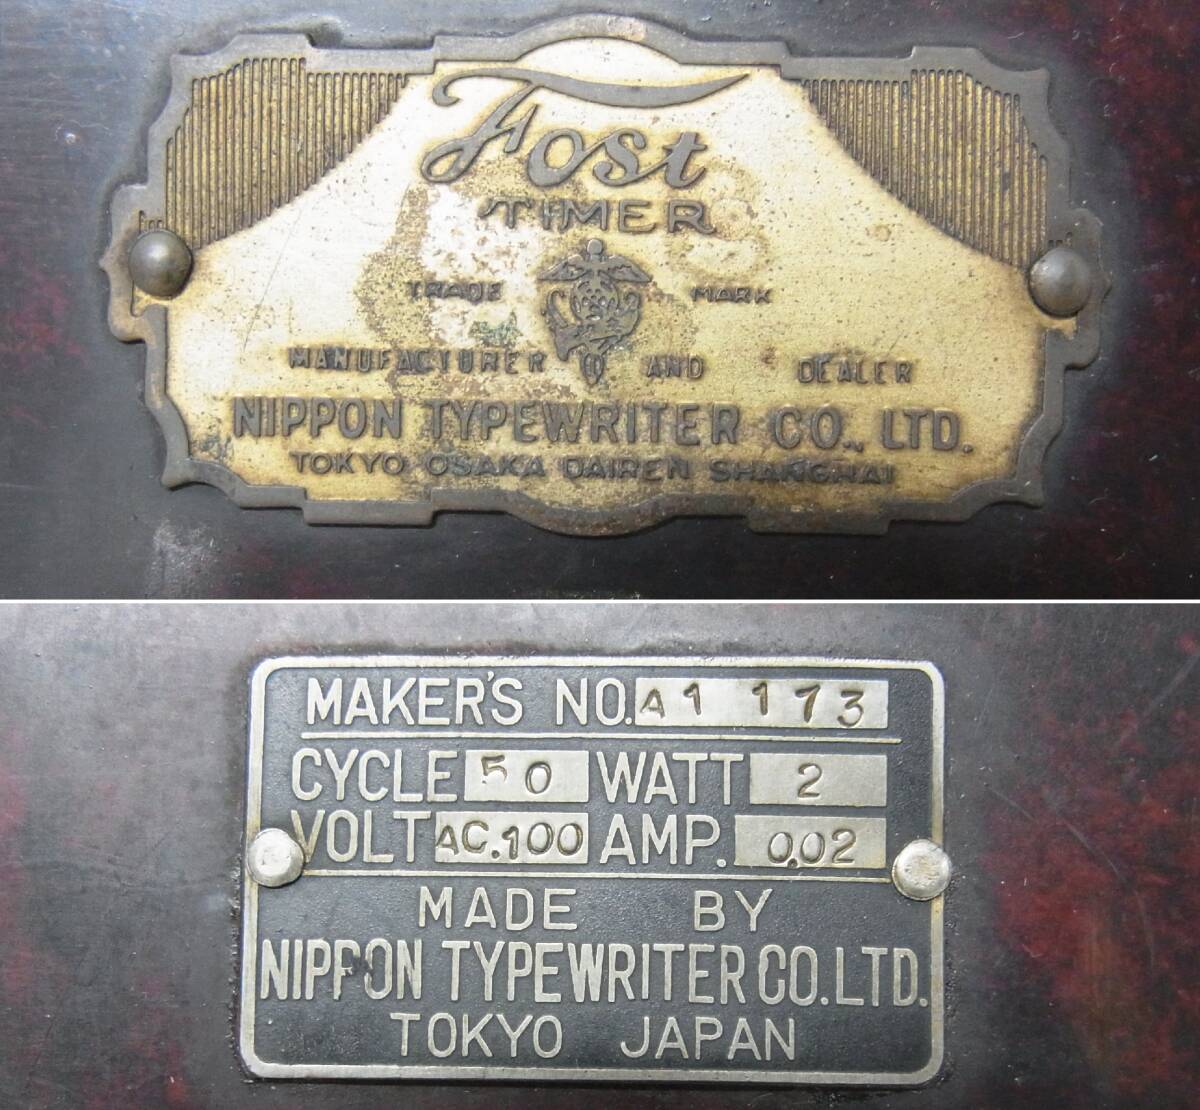 Fost
TIMER
TRADE MARK
MANUFACTURER AND DEALER
NIPPON TYPEWRITER CO., LTD.
TOKYO OSAKA DAIREN SHANGHAI
MAKER'S NO. A1 173
CYCLE 50 WATT 2
VOLT AC.100 AMP. 0.02
MADE BY
NIPPON TYPEWRITER CO. LTD.
TOKYO JAPAN